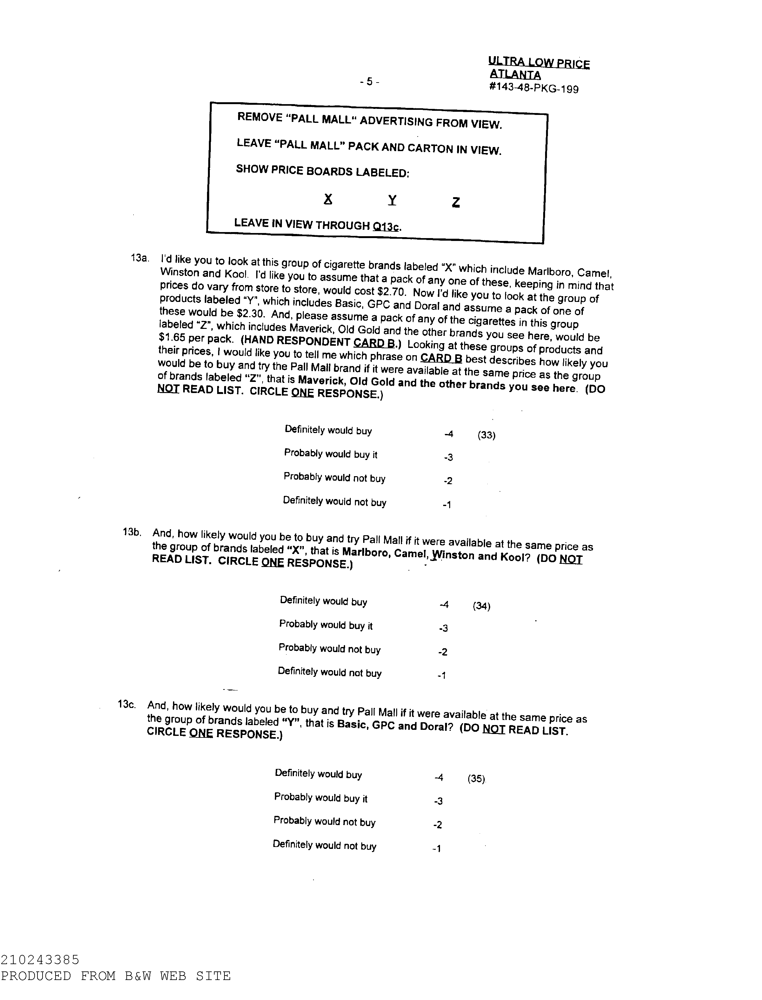 ULTRA LOW PRICE
- 5 -
ATLANTA
#143-48-PKG-199
REMOVE "PALL MALL" ADVERTISING FROM VIEW.
LEAVE "PALL MALL" PACK AND CARTON IN VIEW.
SHOW PRICE BOARDS LABELED:
X Y Z
LEAVE IN VIEW THROUGH Q13c.
13a. I'd like you to look at this group of cigarette brands labeled "X" which include Marlboro, Camel,
Winston and Kool. I'd like you to assume that a pack of any one of these, keeping in mind that
prices do vary from store to store, would cost $2.70. Now I'd like you to look at the group of
products labeled "Y", which includes Basic, GPC and Doral and assume a pack of one of
these would be $2.30. And, please assume a pack of any of the cigarettes in this group
labeled "Z", which includes Maverick, Old Gold and the other brands you see here, would be
$1.65 per pack. (HAND RESPONDENT CARD B.) Looking at these groups of products and
their prices, I would like you to tell me which phrase on CARD B best describes how likely you
would be to buy and try the Pall Mall brand if it were available at the same price as the group
of brands labeled "Z", that is Maverick, Old Gold and the other brands you see here. (DO
NOT READ LIST. CIRCLE ONE RESPONSE.)
Definitely would buy -4 (33)
Probably would buy it -3
Probably would not buy -2
Definitely would not buy -1
13b. And, how likely would you be to buy and try Pall Mall if it were available at the same price as
the group of brands labeled "X", that is Marlboro, Camel, Winston and Kool? (DO NOT
READ LIST. CIRCLE ONE RESPONSE.)
Definitely would buy -4 (34)
Probably would buy it -3
Probably would not buy -2
Definitely would not buy -1
13c. And, how likely would you be to buy and try Pall Mall if it were available at the same price as
the group of brands labeled "Y", that is Basic, GPC and Doral? (DO NOT READ LIST.
CIRCLE ONE RESPONSE.)
Definitely would buy -4 (35)
Probably would buy it -3
Probably would not buy -2
Definitely would not buy -1
210243385
PRODUCED FROM B&W WEB SITE